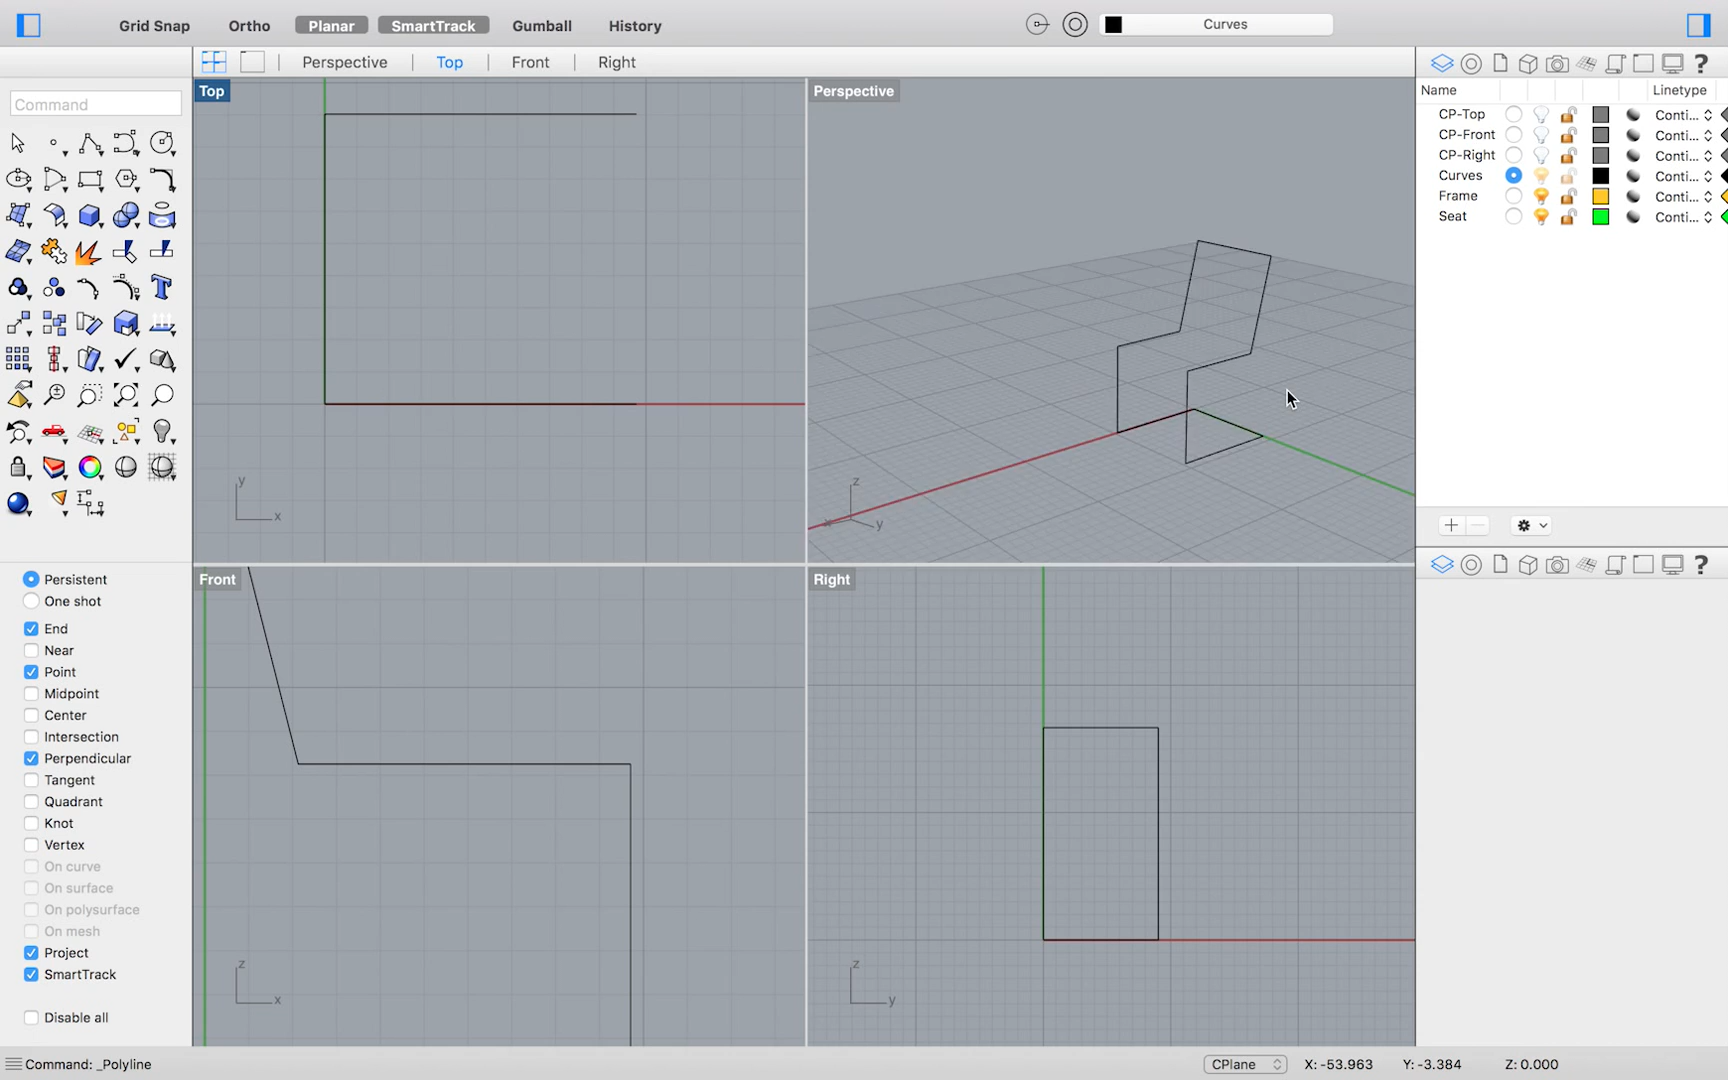 Grid Snap Ortho Planar SmartTrack Gumball History Curves
Perspective Top Front Right
Command
Top
Perspective
Front
Right
y
x
z
x
y
z
x
z
y
Name Linetype
CP-Top Conti...
CP-Front Conti...
CP-Right Conti...
Curves Conti...
Frame Conti...
Seat Conti...
Persistent
One shot
End
Near
Point
Midpoint
Center
Intersection
Perpendicular
Tangent
Quadrant
Knot
Vertex
On curve
On surface
On polysurface
On mesh
Project
SmartTrack
Disable all
Command: _Polyline CPlane X: -53.963 Y: -3.384 Z: 0.000